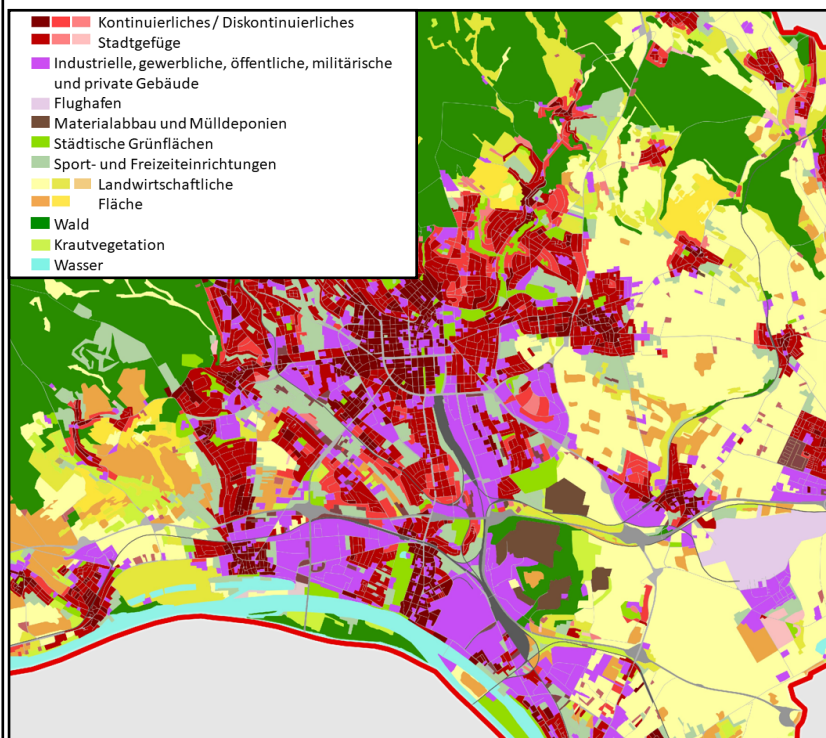 Kontinuierliches / Diskontinuierliches
Stadtgefüge
Industrielle, gewerbliche, öffentliche, militärische
und private Gebäude
Flughafen
Materialabbau und Mülldeponien
Städtische Grünflächen
Sport- und Freizeiteinrichtungen
Landwirtschaftliche
Fläche
Wald
Krautvegetation
Wasser